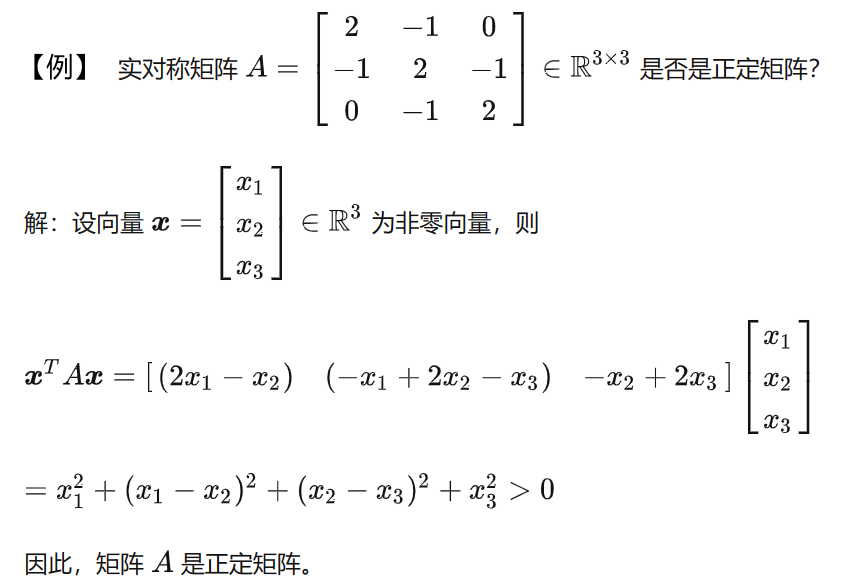 【例】 实对称矩阵 $A = \begin{bmatrix} 2 & -1 & 0 \\ -1 & 2 & -1 \\ 0 & -1 & 2 \end{bmatrix} \in \mathbb{R}^{3 \times 3}$ 是否是正定矩阵?
解：设向量 $\boldsymbol{x} = \begin{bmatrix} x_1 \\ x_2 \\ x_3 \end{bmatrix} \in \mathbb{R}^3$ 为非零向量，则
$\boldsymbol{x}^T A\boldsymbol{x} = [\,(2x_1 - x_2) \quad (-x_1 + 2x_2 - x_3) \quad -x_2 + 2x_3\,] \begin{bmatrix} x_1 \\ x_2 \\ x_3 \end{bmatrix}$
$= x_1^2 + (x_1 - x_2)^2 + (x_2 - x_3)^2 + x_3^2 > 0$
因此，矩阵 $A$ 是正定矩阵。